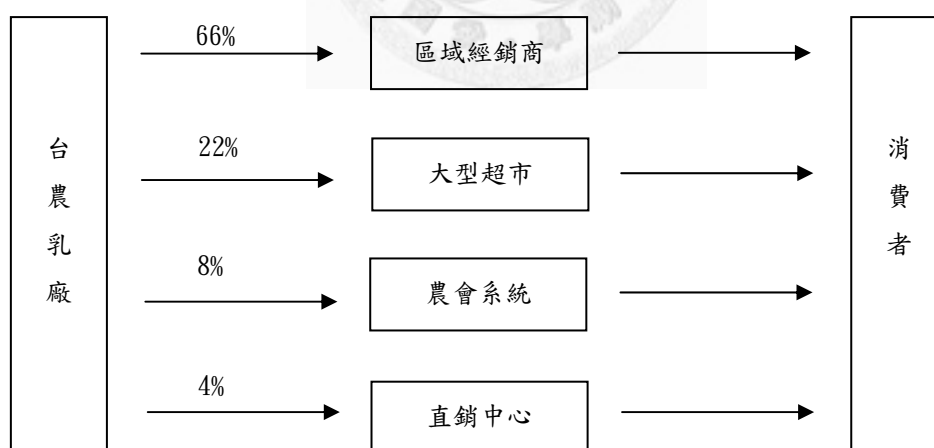 台農乳廠
66%
區域經銷商
22%
大型超市
8%
農會系統
4%
直銷中心
消費者